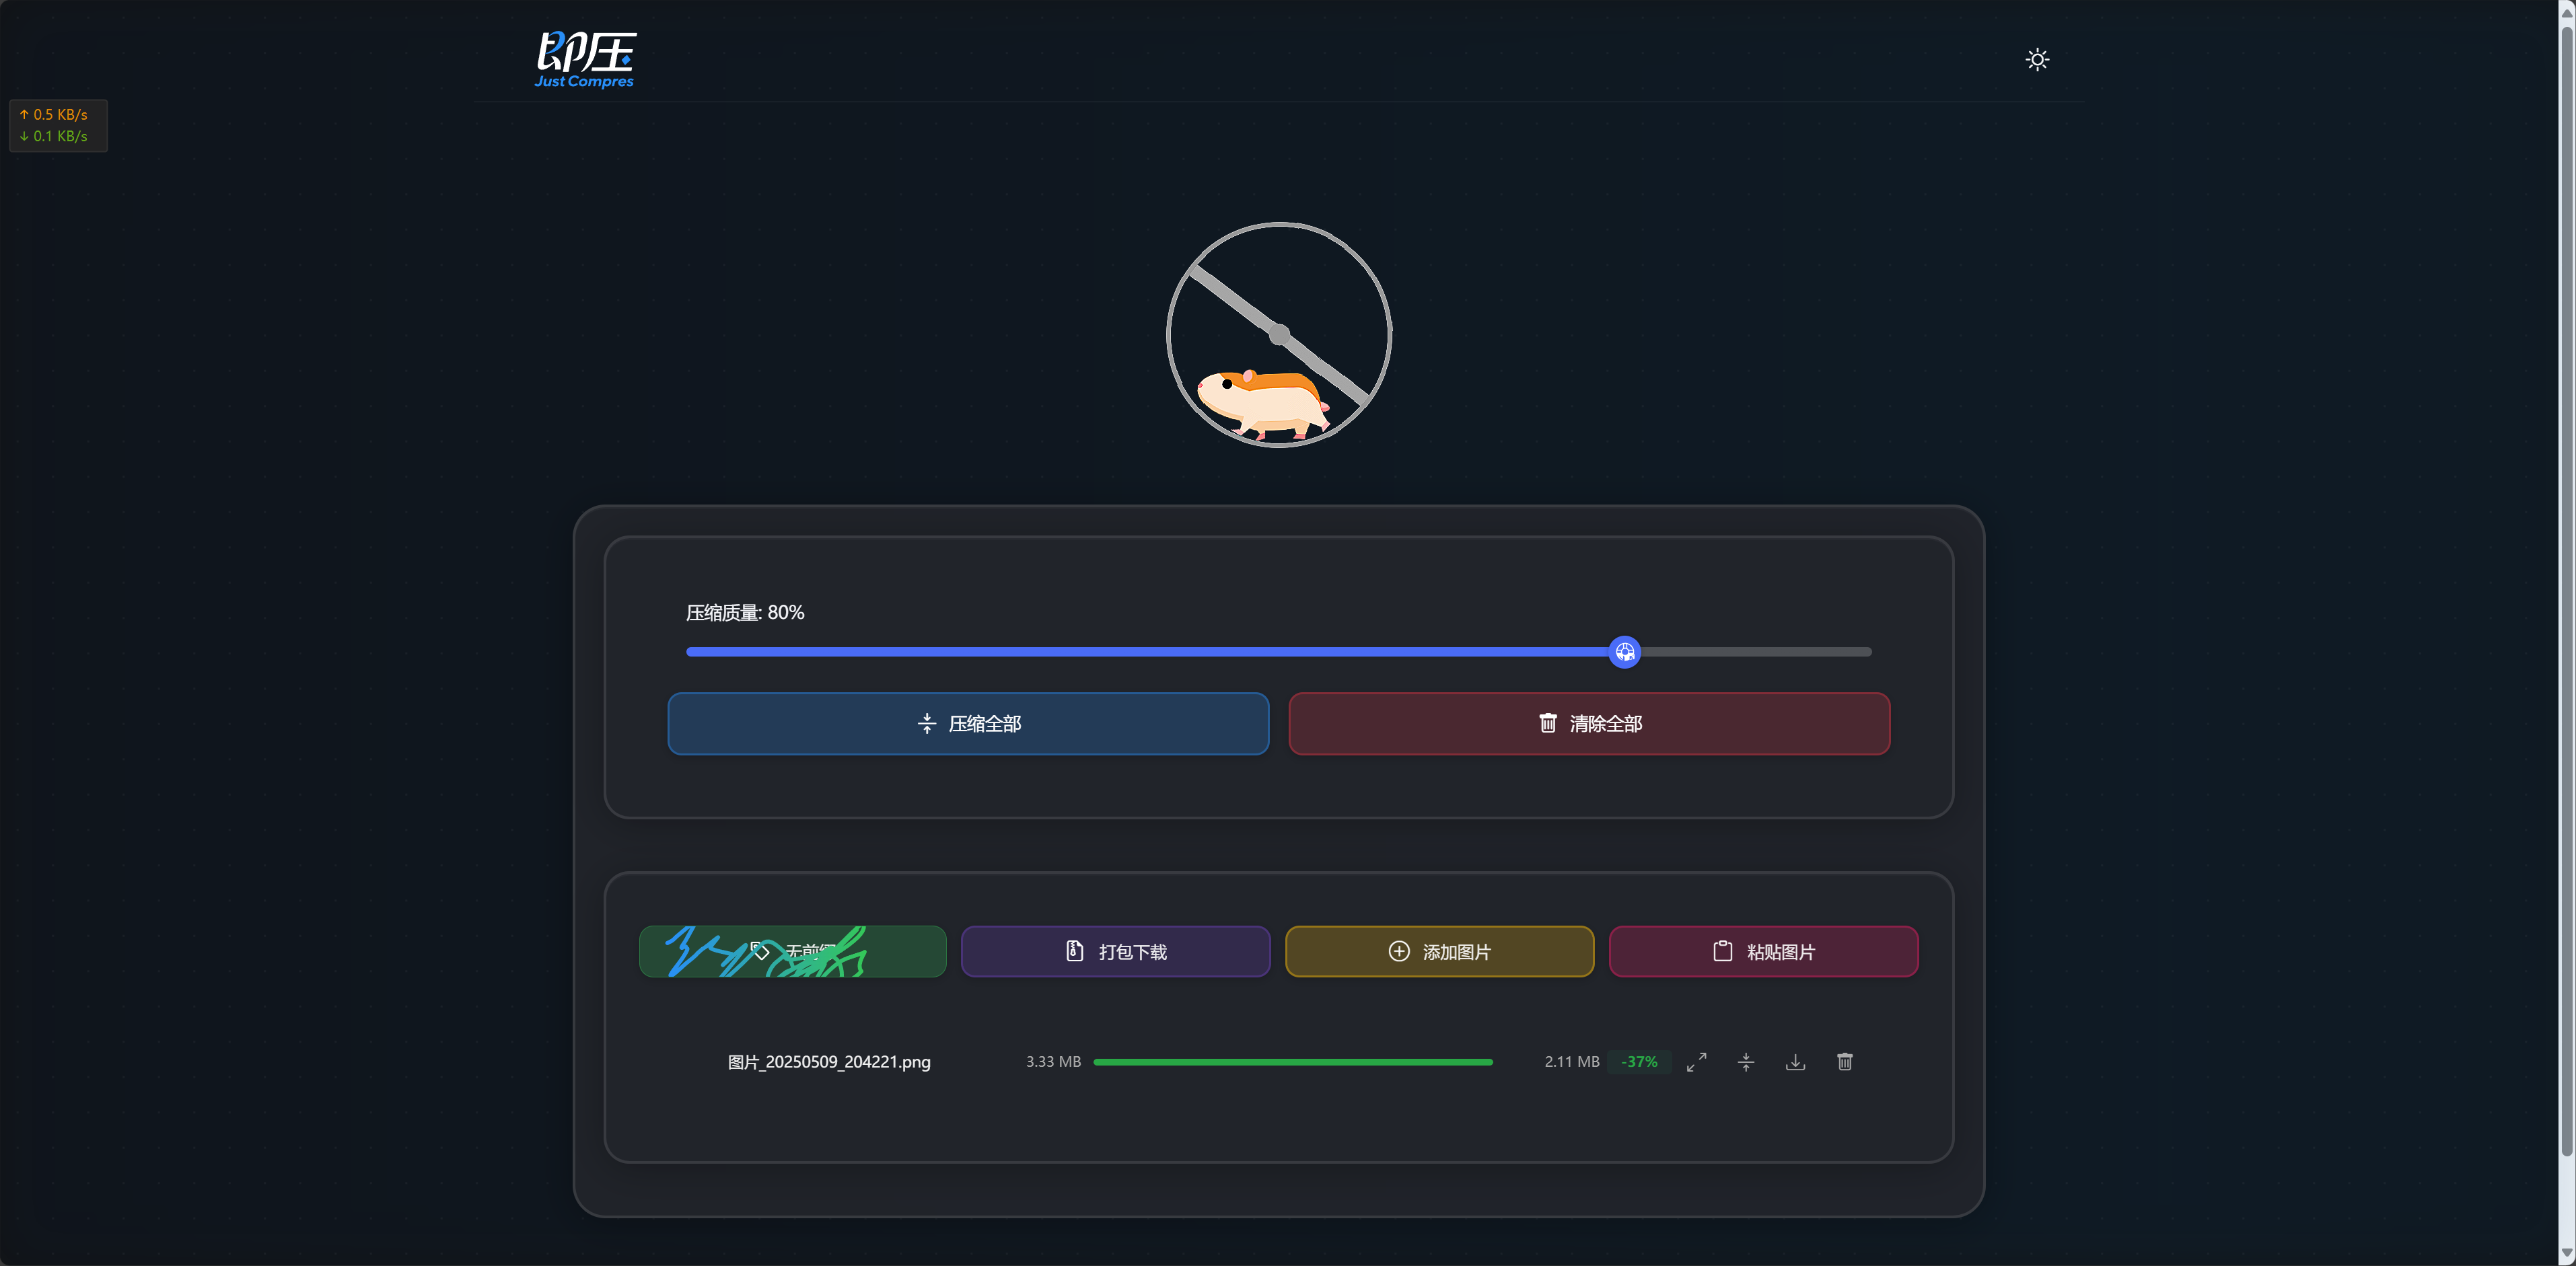 即压
Just Compres
↑ 0.5 KB/s
↓ 0.1 KB/s
压缩质量: 80%
压缩全部
清除全部
无前
打包下载
添加图片
粘贴图片
图片_20250509_204221.png
3.33 MB
2.11 MB
-37%